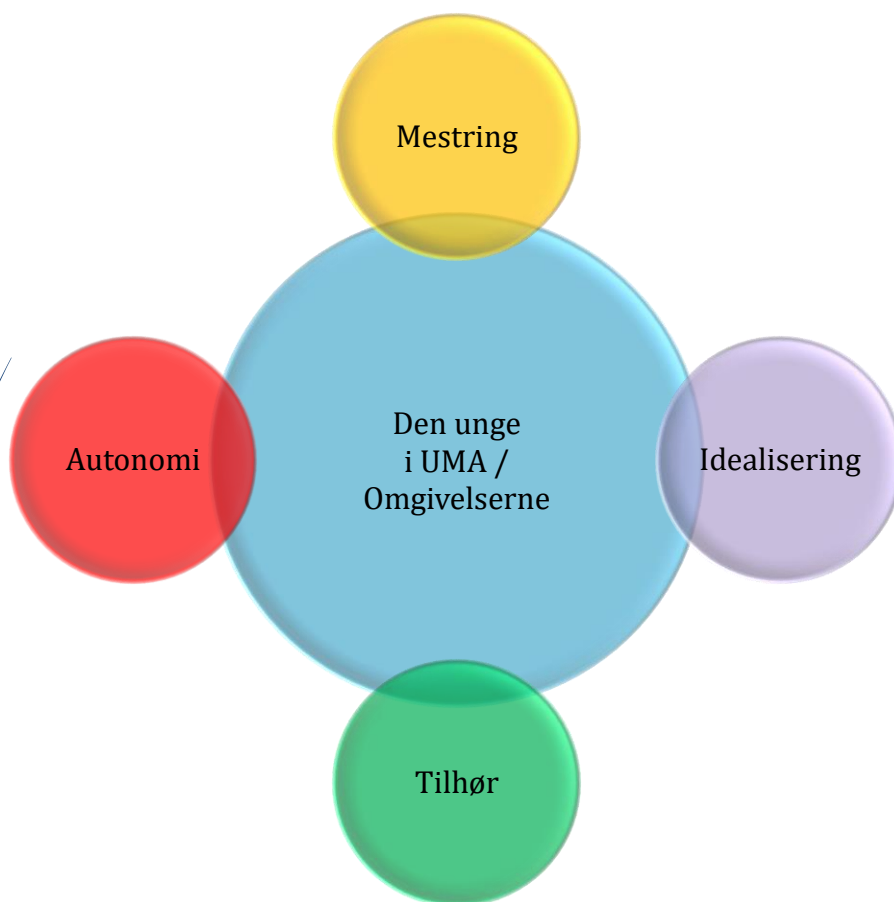 Mestring
Autonomi
Den unge
i UMA /
Omgivelserne
Idealisering
Tilhør